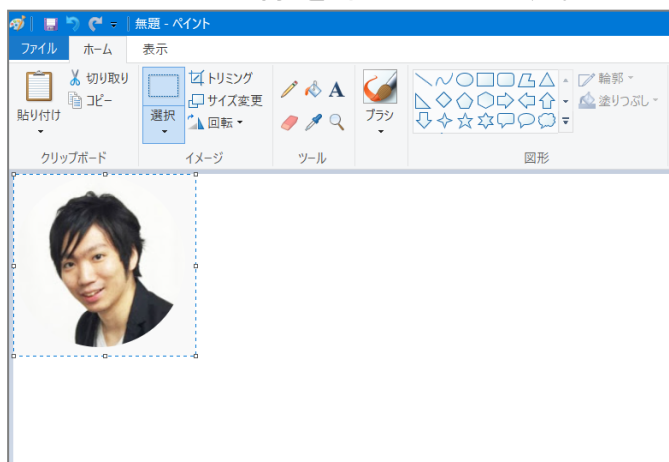 無題 - ペイント
ファイル ホーム 表示
貼り付け
切り取り
コピー
クリップボード
選択
トリミング
サイズ変更
回転
イメージ
A
ツール
ブラシ
輪郭
塗りつぶし
図形